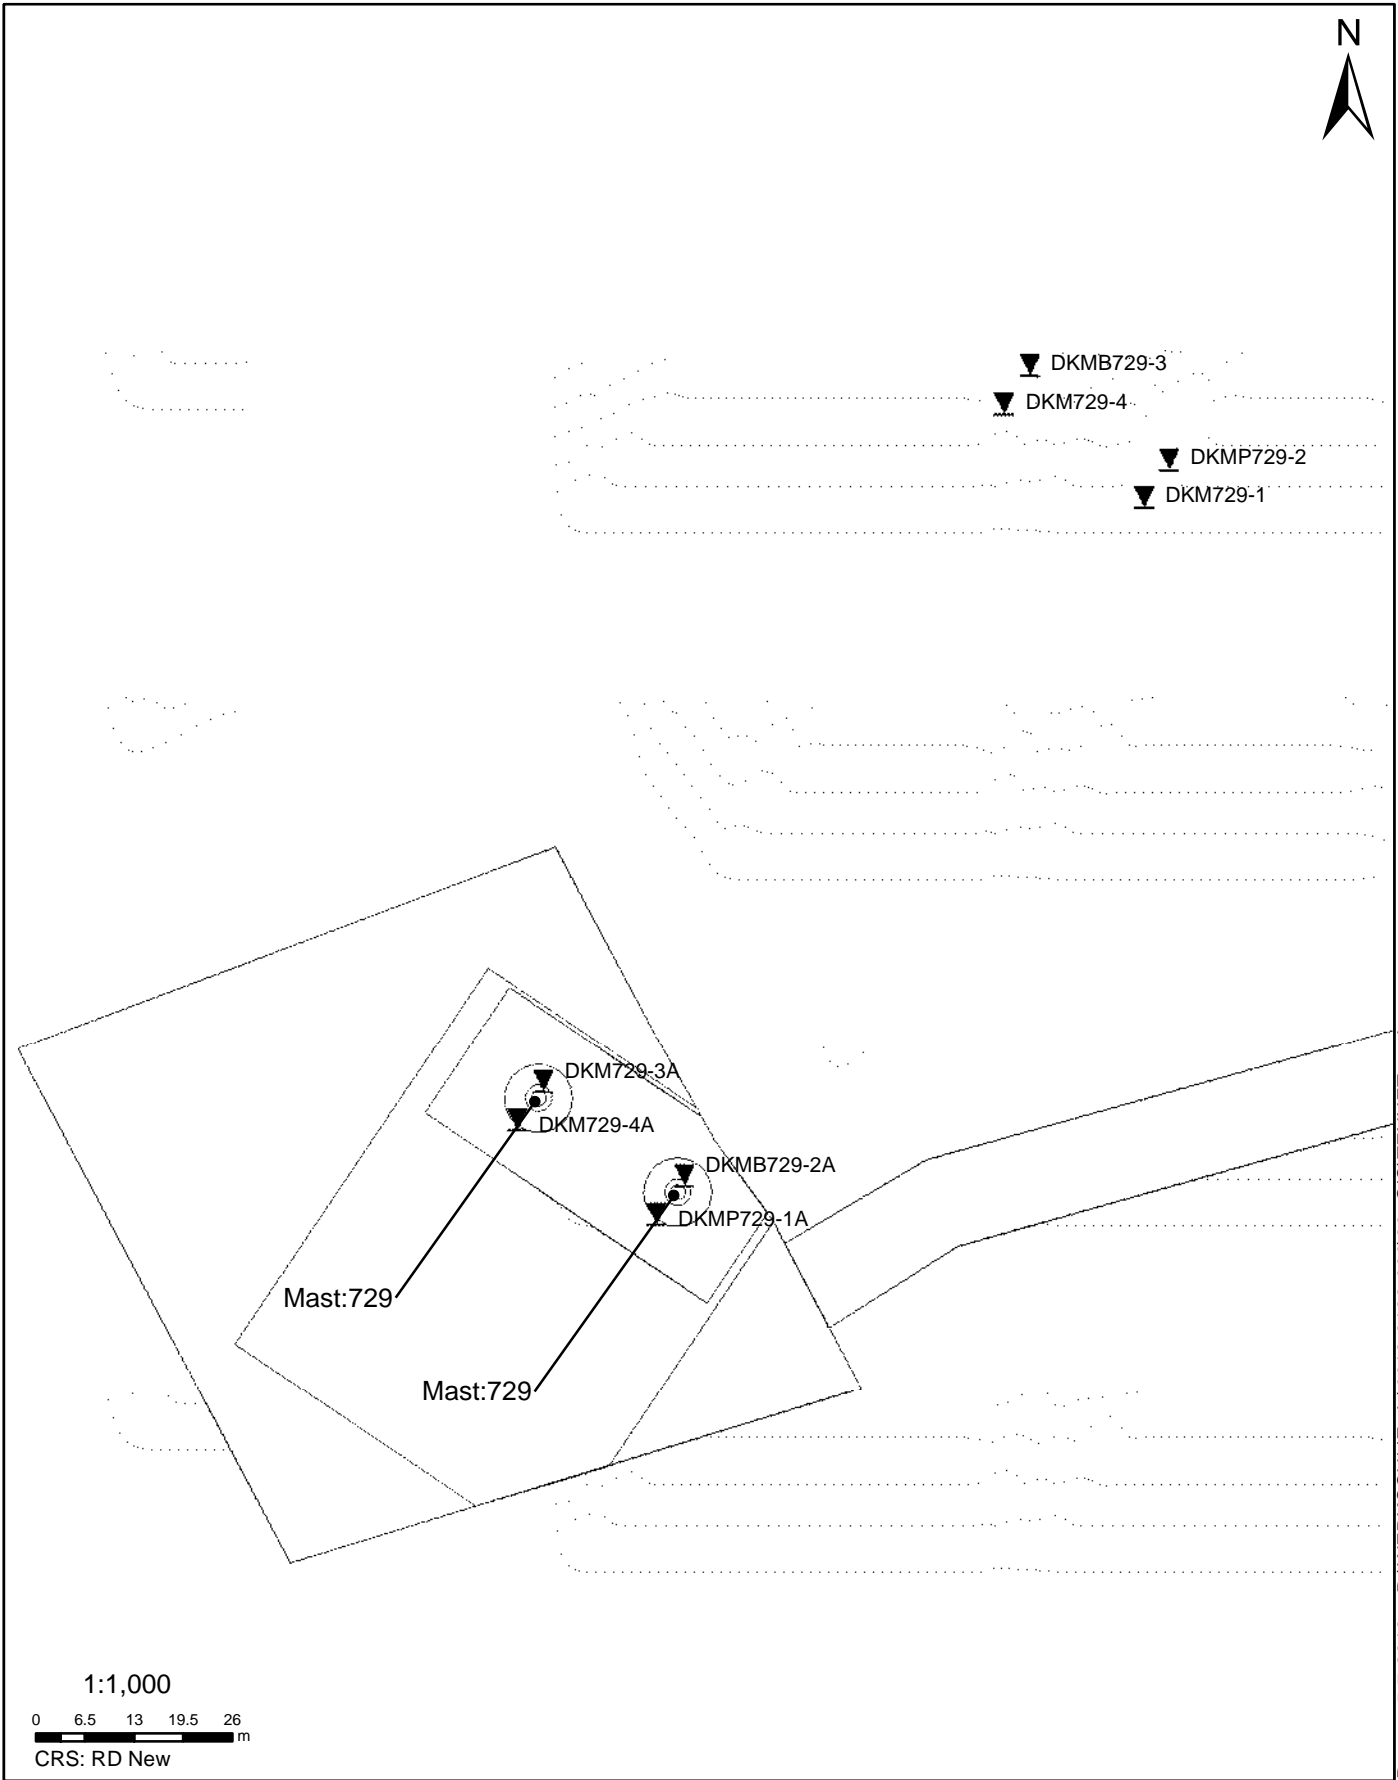 N
DKMB729-3
DKM729-4
DKMP729-2
DKM729-1
DKM729-3A
DKM729-4A
DKMB729-2A
DKMP729-1A
Mast:729
Mast:729
1:1,000
0 6.5 13 19.5 26
m
CRS: RD New